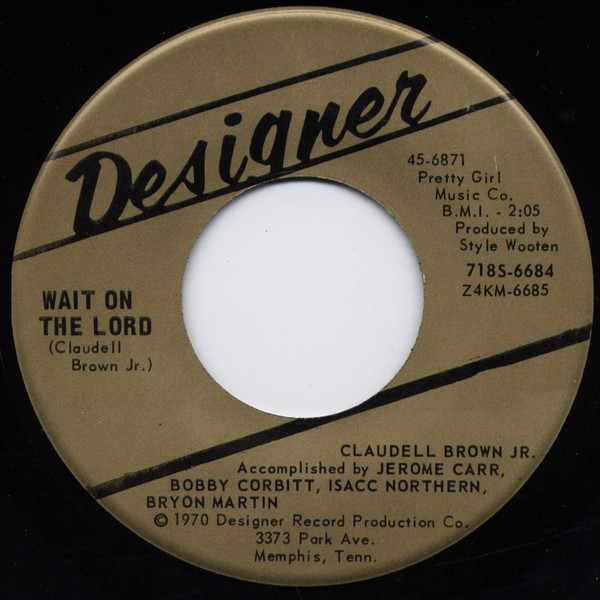 Designer
45-6871
Pretty Girl
Music Co.
B.M.I. - 2:05
Produced by
Style Wooten
718S-6684
Z4KM-6685
WAIT ON
THE LORD
(Claudell
Brown Jr.)
CLAUDELL BROWN JR.
Accomplished by JEROME CARR,
BOBBY CORBITT, ISACC NORTHERN,
BRYON MARTIN
© 1970 Designer Record Production Co.
3373 Park Ave.
Memphis, Tenn.